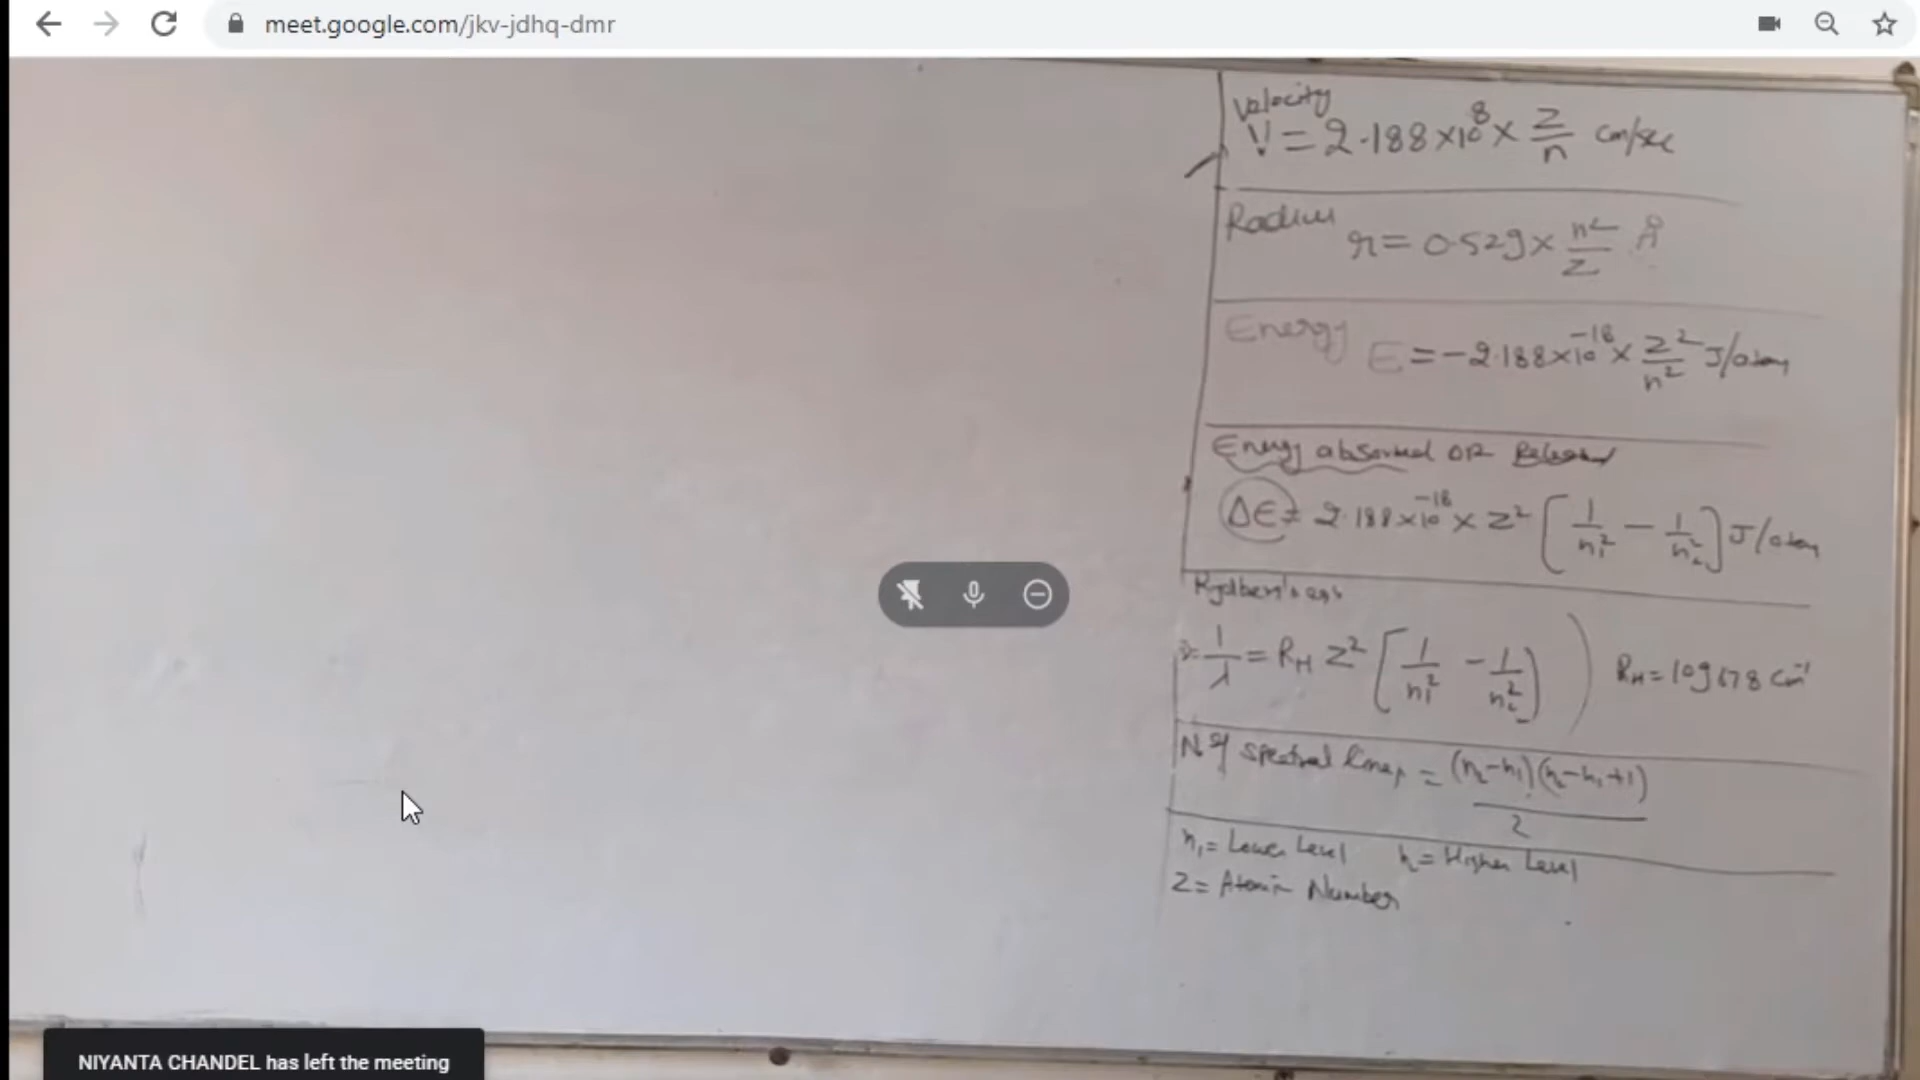 meet.google.com/jkv-jdhq-dmr
Velocity
V = 2.188×10⁸ × Z/n cm/sec
Radius
r = 0.529 × n²/Z Å
Energy
E = -2.188×10⁻¹⁸ × Z²/n² J/atom
Energy absorbed OR Released
ΔE = 2.188×10⁻¹⁸ × Z² [1/n₁² - 1/n₂²] J/atom
1/λ = R_H Z² [1/n₁² - 1/n₂²) R_H = 109678 cm⁻¹
N of spectral lines = (n₂-n₁)(n₂-n₁+1)/2
n₁ = Lower Level n₂ = Higher Level
Z = Atomic Number
NIYANTA CHANDEL has left the meeting